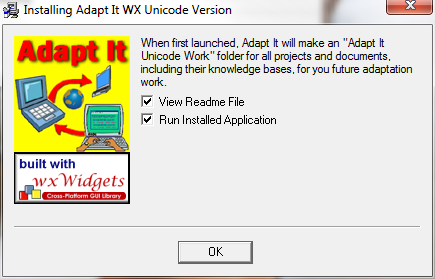 Installing Adapt It WX Unicode Version
Adapt It
built with
wxWidgets
Cross-Platform GUI Library
When first launched, Adapt It will make an "Adapt It
Unicode Work" folder for all projects and documents,
including their knowledge bases, for you future adaptation
work.
View Readme File
Run Installed Application
OK